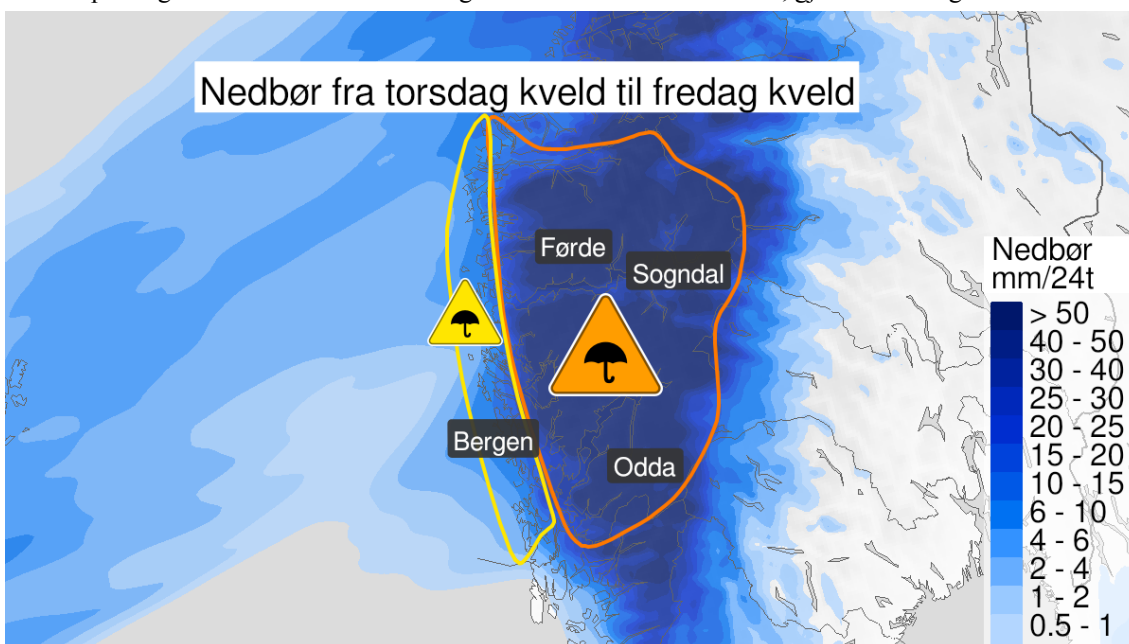 Nedbør fra torsdag kveld til fredag kveld
Førde
Sogndal
Bergen
Odda
Nedbør
mm/24t
> 50
40 - 50
30 - 40
25 - 30
20 - 25
15 - 20
10 - 15
6 - 10
4 - 6
2 - 4
1 - 2
0.5 - 1